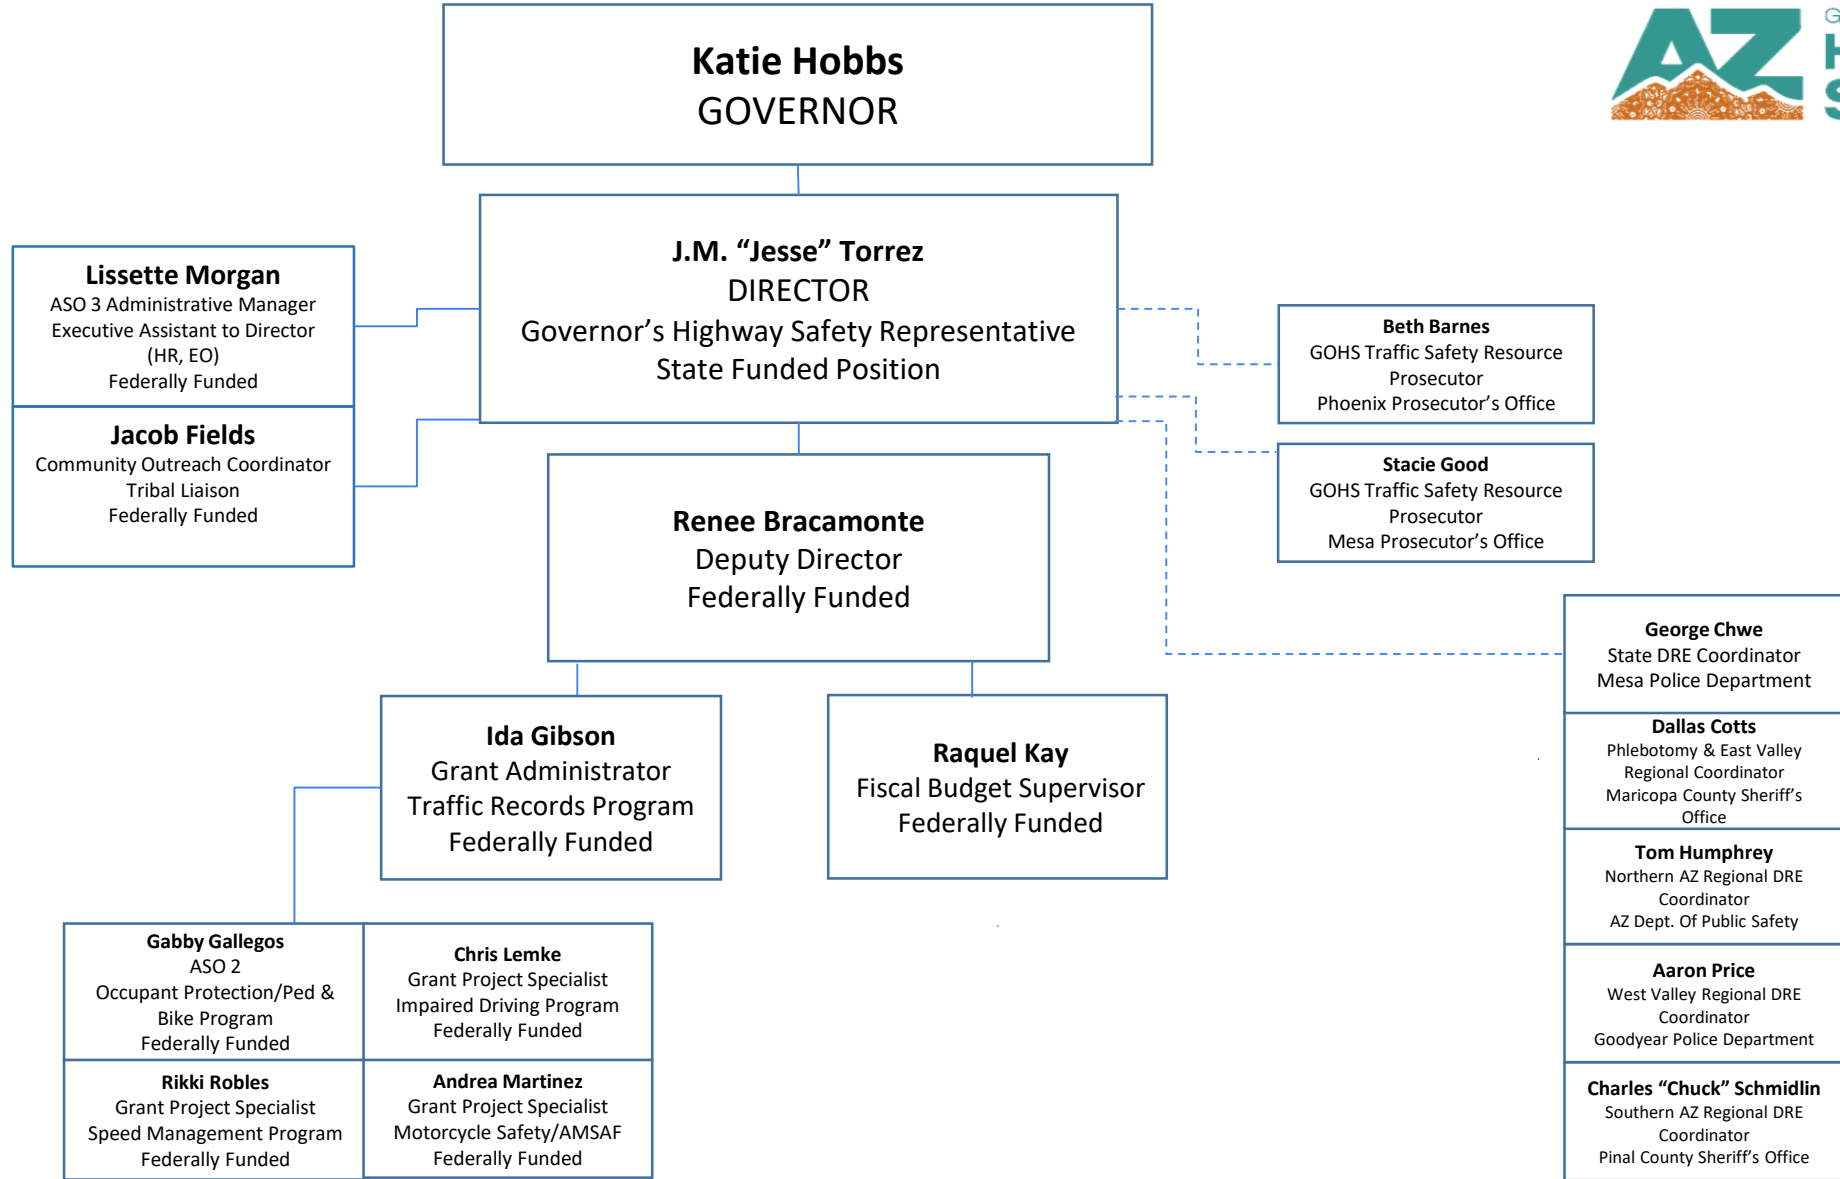 Katie Hobbs
GOVERNOR
AZ
J.M. “Jesse” Torrez
DIRECTOR
Governor’s Highway Safety Representative
State Funded Position
Lissette Morgan
ASO 3 Administrative Manager
Executive Assistant to Director
(HR, EO)
Federally Funded
Jacob Fields
Community Outreach Coordinator
Tribal Liaison
Federally Funded
Beth Barnes
GOHS Traffic Safety Resource
Prosecutor
Phoenix Prosecutor’s Office
Stacie Good
GOHS Traffic Safety Resource
Prosecutor
Mesa Prosecutor’s Office
Renee Bracamonte
Deputy Director
Federally Funded
George Chwe
State DRE Coordinator
Mesa Police Department
Dallas Cotts
Phlebotomy & East Valley
Regional Coordinator
Maricopa County Sheriff’s
Office
Tom Humphrey
Northern AZ Regional DRE
Coordinator
AZ Dept. Of Public Safety
Aaron Price
West Valley Regional DRE
Coordinator
Goodyear Police Department
Charles “Chuck” Schmidlin
Southern AZ Regional DRE
Coordinator
Pinal County Sheriff’s Office
Ida Gibson
Grant Administrator
Traffic Records Program
Federally Funded
Raquel Kay
Fiscal Budget Supervisor
Federally Funded
Gabby Gallegos
ASO 2
Occupant Protection/Ped &
Bike Program
Federally Funded
Chris Lemke
Grant Project Specialist
Impaired Driving Program
Federally Funded
Rikki Robles
Grant Project Specialist
Speed Management Program
Federally Funded
Andrea Martinez
Grant Project Specialist
Motorcycle Safety/AMSAF
Federally Funded